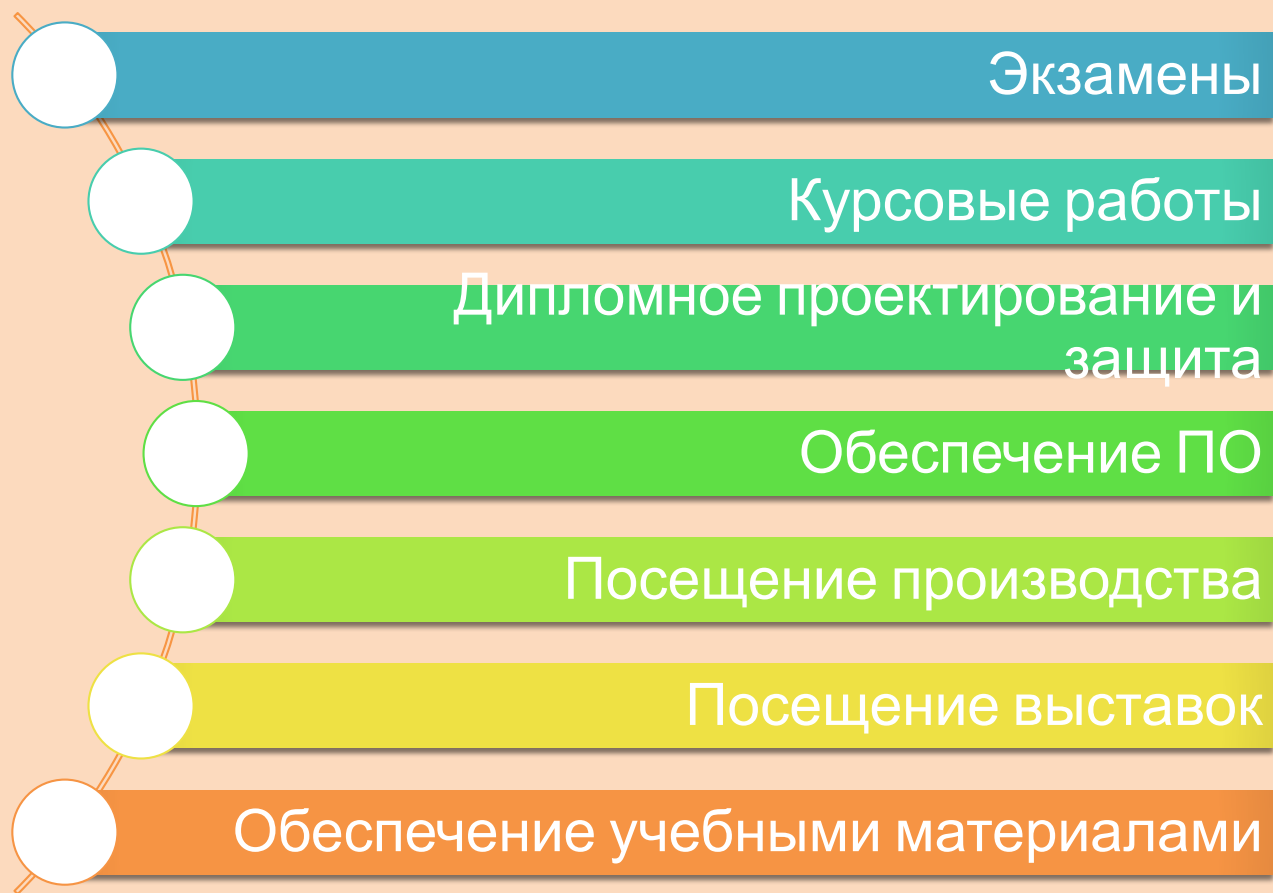 Экзамены
Курсовые работы
Дипломное проектирование и
защита
Обеспечение ПО
Посещение производства
Посещение выставок
Обеспечение учебными материалами